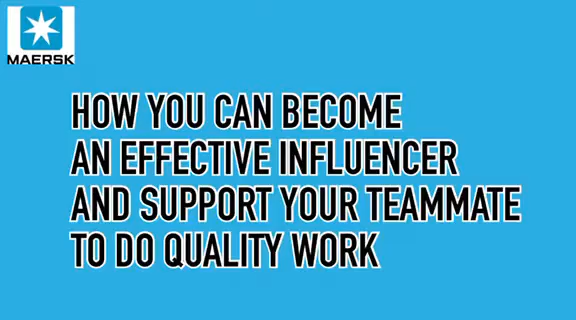 MAERSK
HOW YOU CAN BECOME
AN EFFECTIVE INFLUENCER
AND SUPPORT YOUR TEAMMATE
TO DO QUALITY WORK